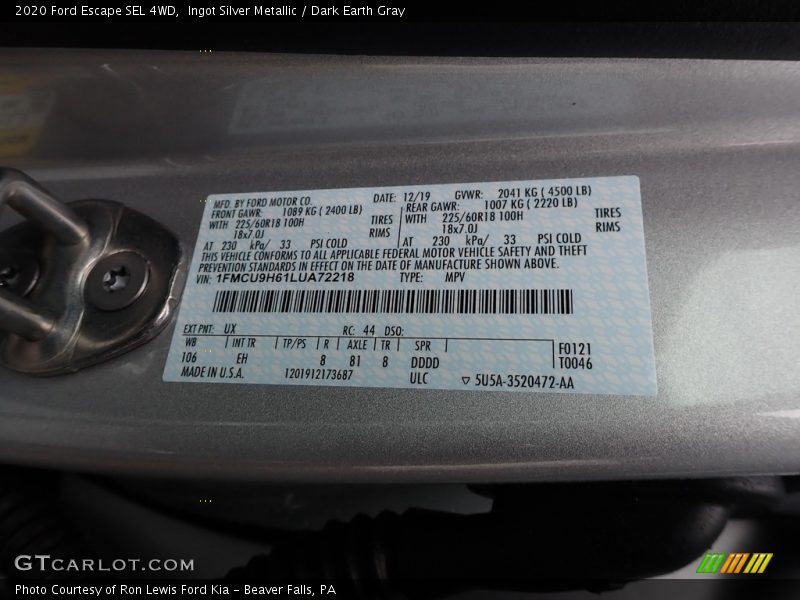 2020 Ford Escape SEL 4WD,  Ingot Silver Metallic / Dark Earth Gray
MFD. BY FORD MOTOR CO. DATE: 12/19 GVWR: 2041 KG ( 4500 LB)
FRONT GAWR: 1089 KG ( 2400 LB) REAR GAWR: 1007 KG ( 2220 LB)
WITH 225/60R18 100H TIRES WITH 225/60R18 100H TIRES
18x7.0J RIMS 18x7.0J RIMS
AT 230 kPa/ 33 PSI COLD AT 230 kPa/ 33 PSI COLD
THIS VEHICLE CONFORMS TO ALL APPLICABLE FEDERAL MOTOR VEHICLE SAFETY AND THEFT
PREVENTION STANDARDS IN EFFECT ON THE DATE OF MANUFACTURE SHOWN ABOVE.
VIN: 1FMCU9H61LUA72218 TYPE: MPV
EXT PNT: UX RC: 44 DSO:
WB INT TR TP/PS R AXLE TR SPR F0121
106 EH 8 81 8 DDDD T0046
MADE IN U.S.A. 1201912173687 ULC ▽ 5U5A-3520472-AA
GTCARLOT.COM
Photo Courtesy of Ron Lewis Ford Kia - Beaver Falls, PA